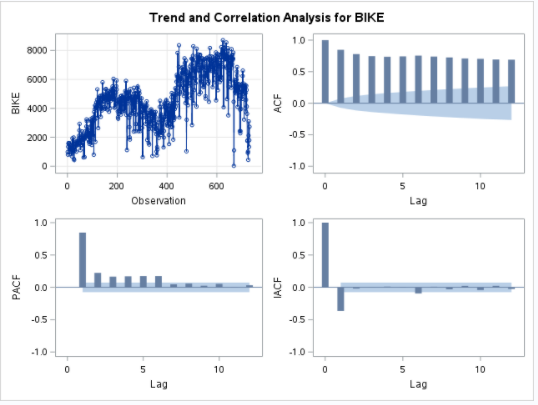 Trend and Correlation Analysis for BIKE
BIKE
8000
6000
4000
2000
0
0 200 400 600
Observation
ACF
1.0
0.5
0.0
-0.5
-1.0
0 5 10
Lag
PACF
1.0
0.5
0.0
-0.5
-1.0
0 5 10
Lag
IACF
1.0
0.5
0.0
-0.5
-1.0
0 5 10
Lag